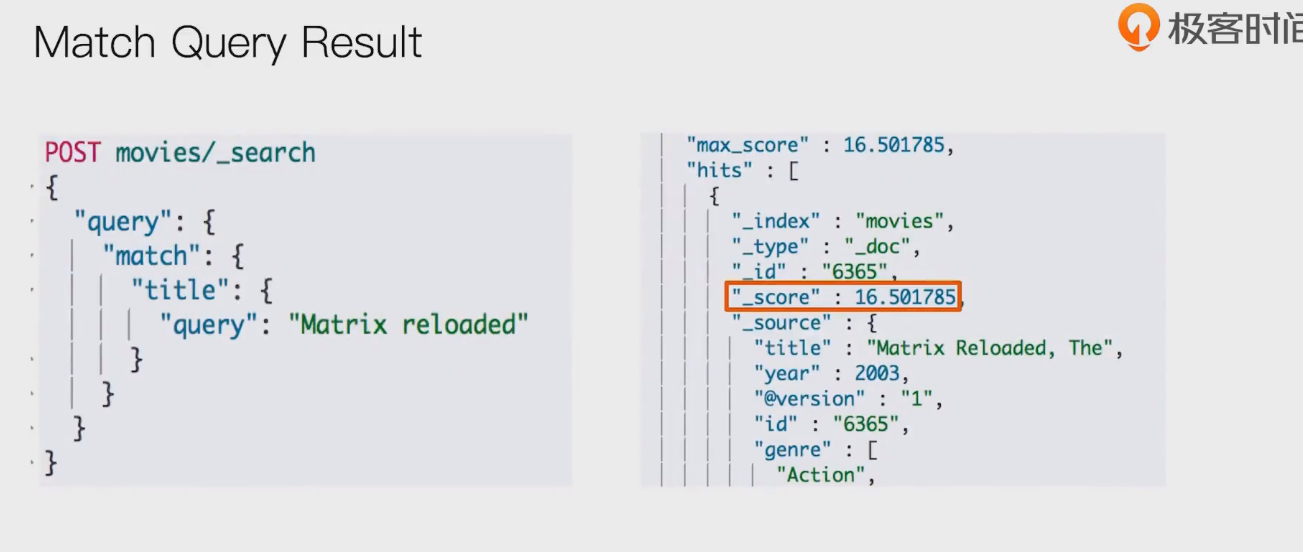 Match Query Result
极客时间
POST movies/_search
{
"query": {
"match": {
"title": {
"query": "Matrix reloaded"
}
}
}
}
"max_score" : 16.501785,
"hits" : [
{
"_index" : "movies",
"_type" : "_doc",
"_id" : "6365",
"_score" : 16.501785,
"_source" : {
"title" : "Matrix Reloaded, The",
"year" : 2003,
"@version" : "1",
"id" : "6365",
"genre" : [
"Action",